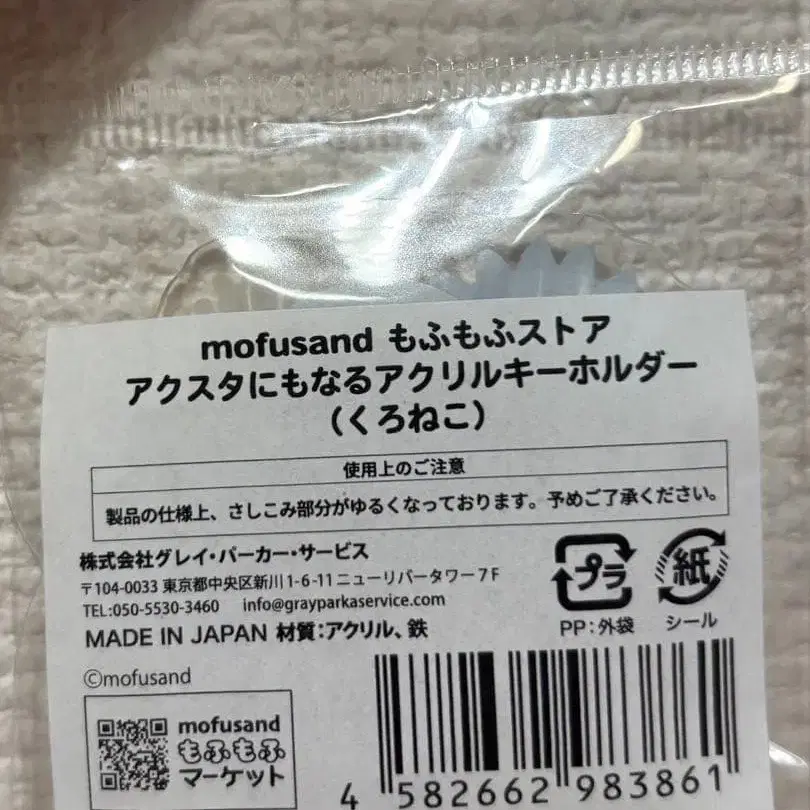 mofusand もふもふストア
アクスタにもなるアクリルキーホルダー
（くろねこ）
使用上のご注意
製品の仕様上、さしこみ部分がゆるくなっております。予めご了承ください。
株式会社グレイ・パーカー・サービス
〒104-0033 東京都中央区新川1-6-11ニューリバータワー7F
TEL:050-5530-3460 info@grayparkaservice.com
MADE IN JAPAN 材質:アクリル、鉄
プラ
PP:外袋
紙
シール
©mofusand
mofusand
もふもふ
マーケット
4 582662 983861